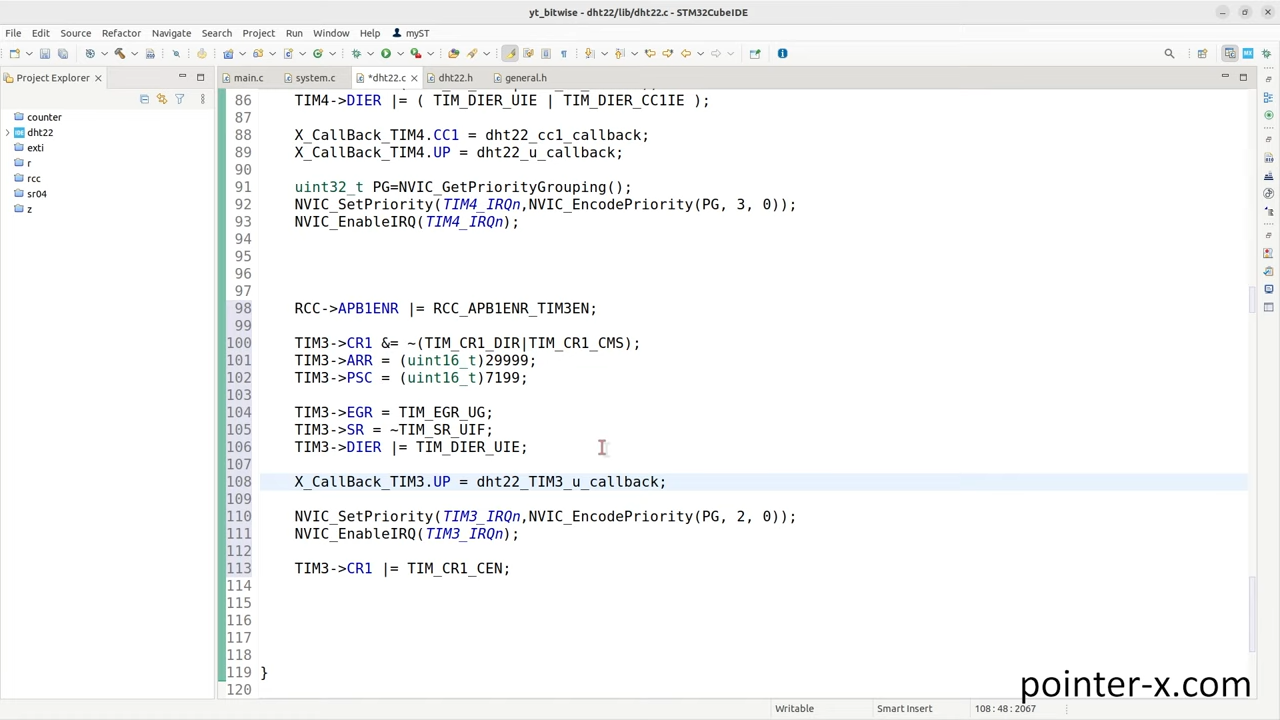 yt_bitwise - dht22/lib/dht22.c - STM32CubeIDE
File Edit Source Refactor Navigate Search Project Run Window Help myST
Project Explorer
main.c system.c *dht22.c dht22.h general.h
counter
dht22
exti
r
rcc
sr04
z
86 TIM4->DIER |= ( TIM_DIER_UIE | TIM_DIER_CC1IE );
87
88 X_CallBack_TIM4.CC1 = dht22_cc1_callback;
89 X_CallBack_TIM4.UP = dht22_u_callback;
90
91 uint32_t PG=NVIC_GetPriorityGrouping();
92 NVIC_SetPriority(TIM4_IRQn,NVIC_EncodePriority(PG, 3, 0));
93 NVIC_EnableIRQ(TIM4_IRQn);
94
95
96
97
98 RCC->APB1ENR |= RCC_APB1ENR_TIM3EN;
99
100 TIM3->CR1 &= ~(TIM_CR1_DIR|TIM_CR1_CMS);
101 TIM3->ARR = (uint16_t)29999;
102 TIM3->PSC = (uint16_t)7199;
103
104 TIM3->EGR = TIM_EGR_UG;
105 TIM3->SR = ~TIM_SR_UIF;
106 TIM3->DIER |= TIM_DIER_UIE;
107
108 X_CallBack_TIM3.UP = dht22_TIM3_u_callback;
109
110 NVIC_SetPriority(TIM3_IRQn,NVIC_EncodePriority(PG, 2, 0));
111 NVIC_EnableIRQ(TIM3_IRQn);
112
113 TIM3->CR1 |= TIM_CR1_CEN;
114
115
116
117
118
119 }
120
pointer-x.com
Writable Smart Insert 108 : 48 : 2067